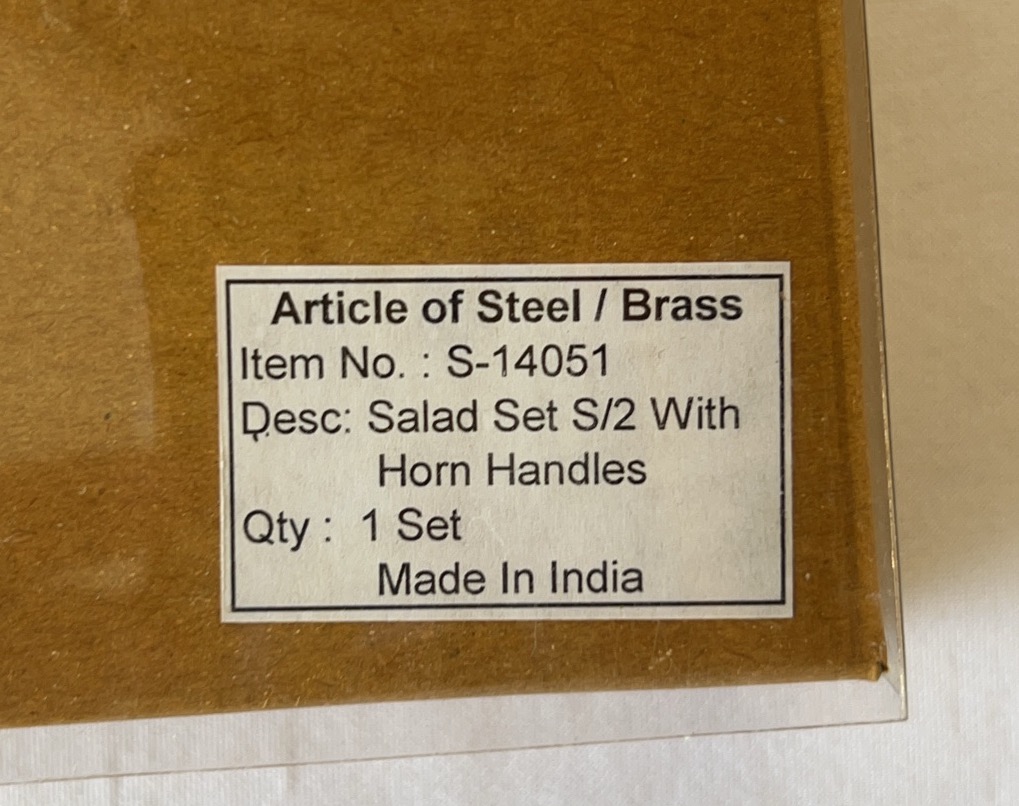 Article of Steel / Brass
Item No. : S-14051
Desc: Salad Set S/2 With
Horn Handles
Qty : 1 Set
Made In India